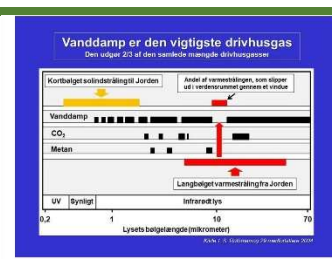 Vanddamp er den vigtigste drivhusgas
Den udgør 2/3 af den samlede mængde drivhusgasser
Kortbølget solindstråling til Jorden
Andel af varmestrålingen, som slipper
ud i verdensrummet gennem et vindue
Vanddamp
CO2
Metan
Langbølget varmestråling fra Jorden
UV Synligt Infrarødt lys
0,2 1 10 70
Lysets bølgelængde (mikrometer)